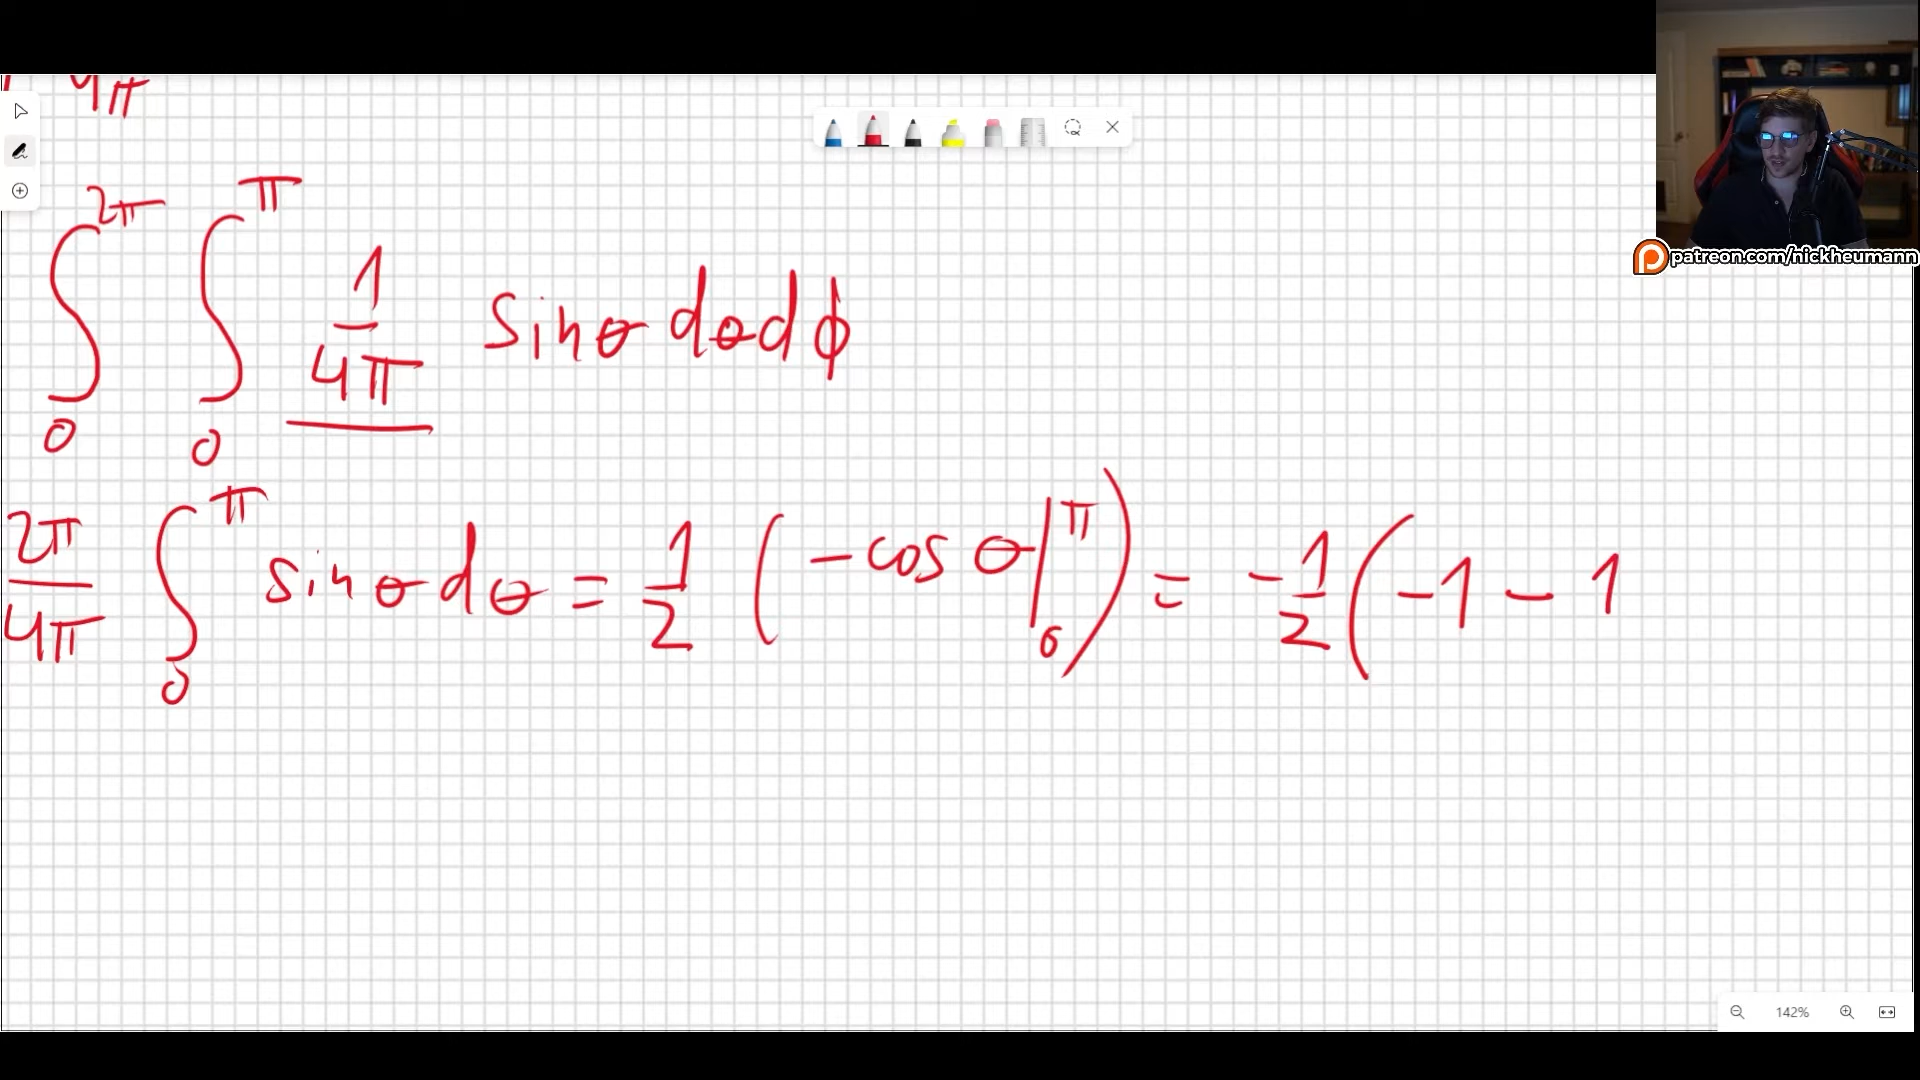 4π
patreon.com/nickheumann
∫₀^2π ∫₀^π 1/4π sinθ dθ dϕ
2π/4π ∫₀^π sinθ dθ = 1/2 (-cos θ|₀^π) = -1/2 (-1 - 1
142%